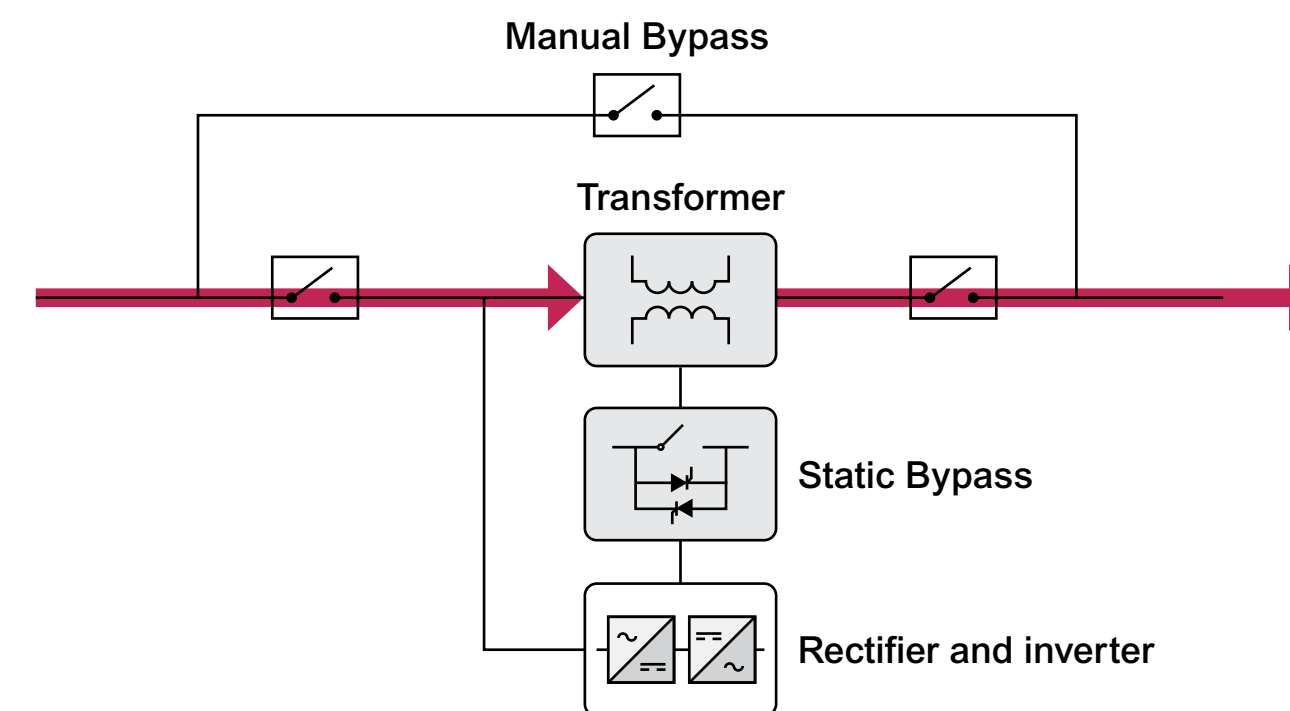 Manual Bypass
Transformer
Static Bypass
Rectifier and inverter